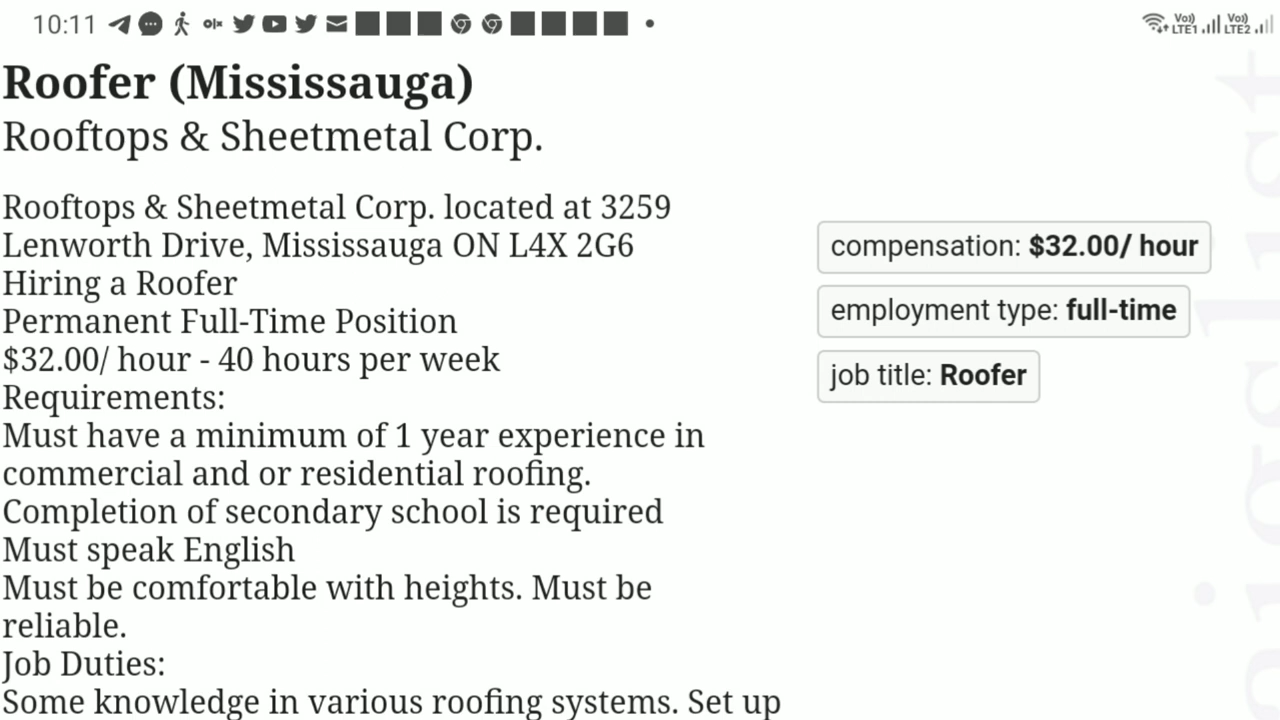 10:11
Vo) LTE1 Vo) LTE2
Roofer (Mississauga)
Rooftops & Sheetmetal Corp.
Rooftops & Sheetmetal Corp. located at 3259
Lenworth Drive, Mississauga ON L4X 2G6
Hiring a Roofer
Permanent Full-Time Position
$32.00/ hour - 40 hours per week
Requirements:
Must have a minimum of 1 year experience in
commercial and or residential roofing.
Completion of secondary school is required
Must speak English
Must be comfortable with heights. Must be
reliable.
Job Duties:
Some knowledge in various roofing systems. Set up
compensation: $32.00/ hour
employment type: full-time
job title: Roofer